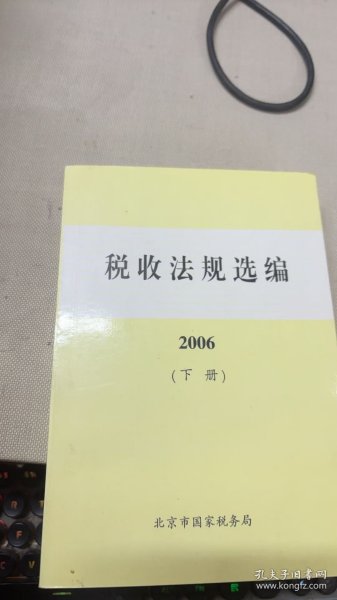 税收法规选编
2006
(下 册)
北京市国家税务局
孔夫子旧书网
www.kongfz.com